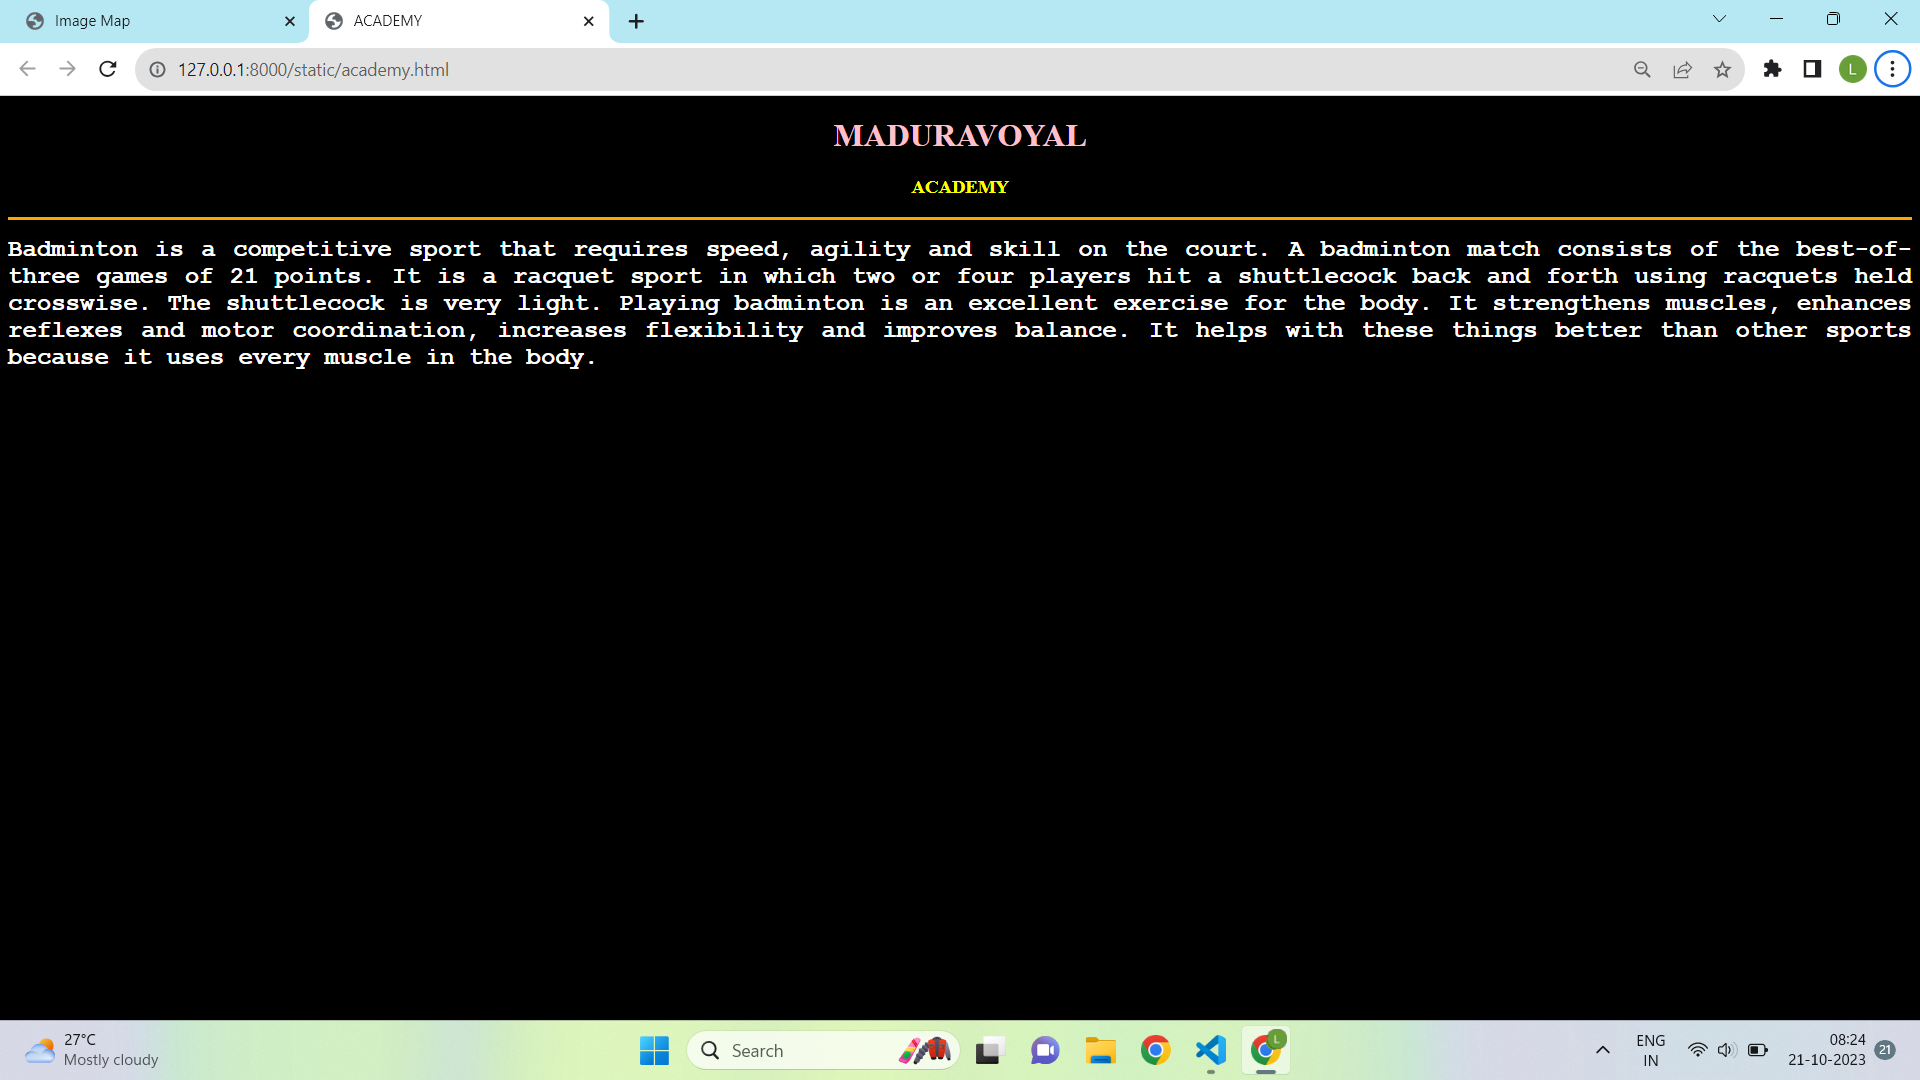 Image Map
ACADEMY
127.0.0.1:8000/static/academy.html
L
MADURAVOYAL
ACADEMY
Badminton is a competitive sport that requires speed, agility and skill on the court. A badminton match consists of the best-of-
three games of 21 points. It is a racquet sport in which two or four players hit a shuttlecock back and forth using racquets held
crosswise. The shuttlecock is very light. Playing badminton is an excellent exercise for the body. It strengthens muscles, enhances
reflexes and motor coordination, increases flexibility and improves balance. It helps with these things better than other sports
because it uses every muscle in the body.
27°C
Mostly cloudy
Search
L
ENG
IN
08:24
21-10-2023
21